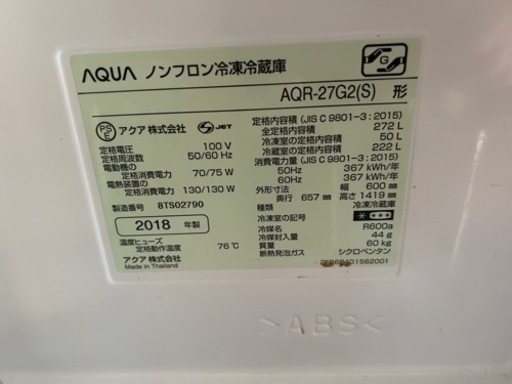 AQUA ノンフロン冷凍冷蔵庫
AQR-27G2(S) 形
G
PS E アクア株式会社 S JET
定格電圧 100 V
定格周波数 50/60 Hz
電動機の
定格消費電力 70/75 W
電熱装置の
定格消費電力 130/130 W
製造番号 8TS02790
2018 年製
温度ヒューズ
定格動作温度 76℃
アクア株式会社
Made in Thailand
定格内容積 (JIS C 9801-3:2015)
全定格内容積 272 L
冷凍室の定格内容積 50 L
冷蔵室の定格内容積 222 L
消費電力量 (JIS C 9801-3:2015)
50Hz 367 kWh/年
60Hz 367 kWh/年
外形寸法 幅 600 mm
奥行 657 mm 高さ 1419 mm
種類 冷凍冷蔵庫
冷凍室の記号
冷媒名 R600a
冷媒封入量 44 g
質量 60 kg
断熱発泡ガス シクロペンタン
>ABS<